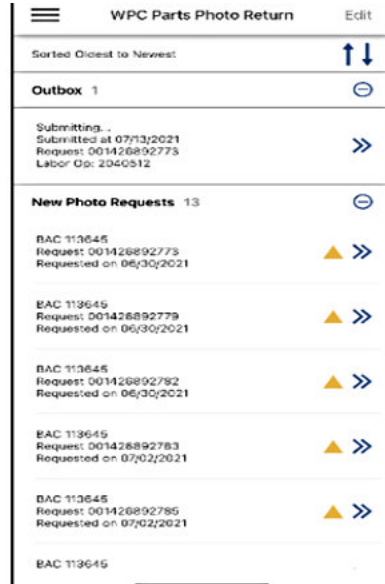 WPC Parts Photo Return
Edit
Sorted Oldest to Newest
Outbox 1
Submitting. .
Submitted at 07/13/2021
Request 001426892773
Labor Op: 2040512
New Photo Requests 13
BAC 113645
Request 001426892773
Requested on 06/30/2021
BAC 113645
Request 001426892779
Requested on 06/30/2021
BAC 113645
Request 001426892782
Requested on 06/30/2021
BAC 113645
Request 001426892783
Requested on 07/02/2021
BAC 113645
Request 001426892785
Requested on 07/02/2021
BAC 113645